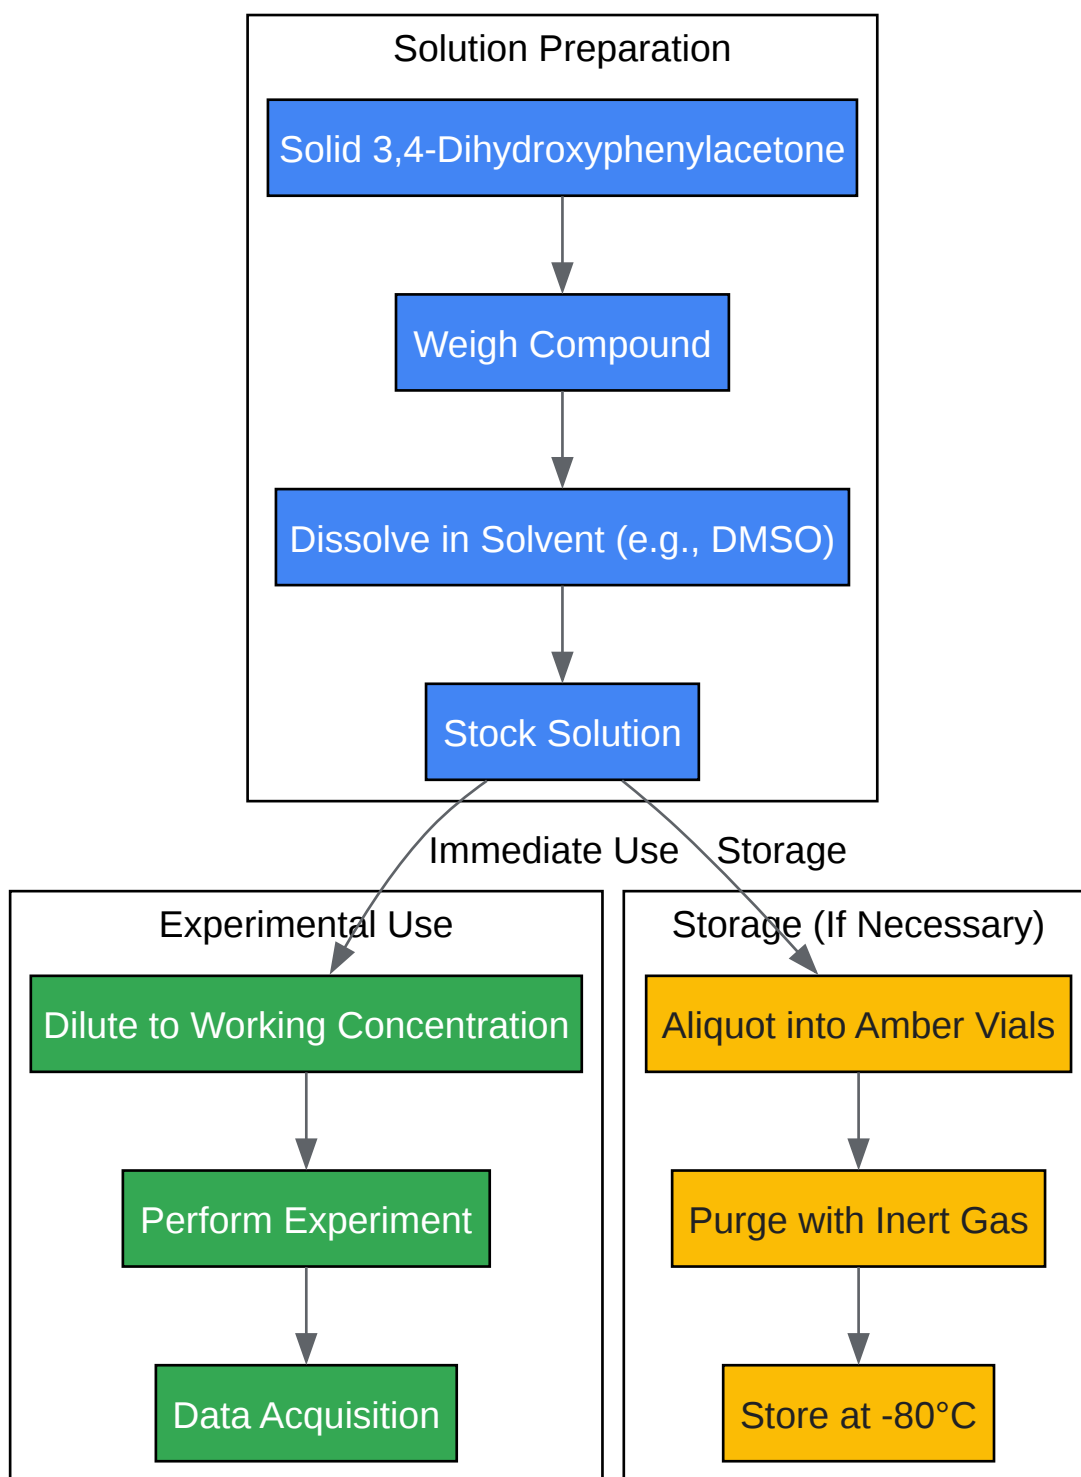 Solution Preparation
Solid 3,4-Dihydroxyphenylacetone
Weigh Compound
Dissolve in Solvent (e.g., DMSO)
Stock Solution
Immediate Use
Storage
Experimental Use
Dilute to Working Concentration
Perform Experiment
Data Acquisition
Storage (If Necessary)
Aliquot into Amber Vials
Purge with Inert Gas
Store at -80°C